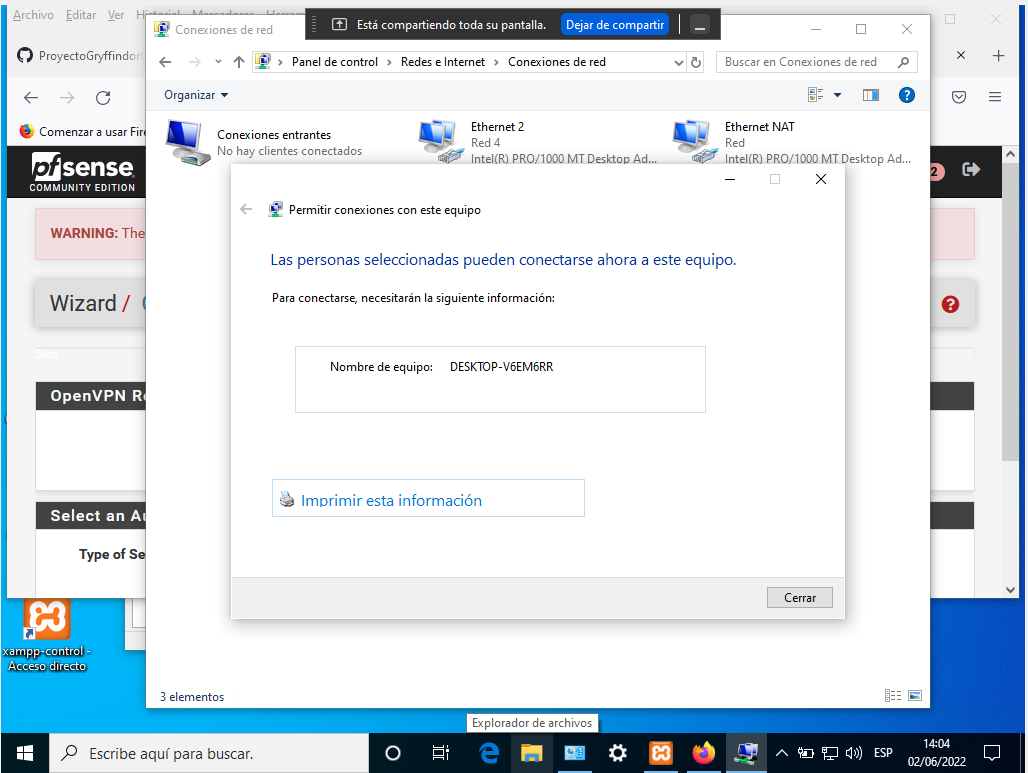 Archivo Editar Ver Historial Marcadores Herram
Está compartiendo toda su pantalla. Dejar de compartir
Conexiones de red
ProyectoGryffindor
Panel de control > Redes e Internet > Conexiones de red
Buscar en Conexiones de red
Organizar
Comenzar a usar Fire
Conexiones entrantes
No hay clientes conectados
Ethernet 2
Red 4
Intel(R) PRO/1000 MT Desktop Ad...
Ethernet NAT
Red
Intel(R) PRO/1000 MT Desktop Ad...
pfsense
COMMUNITY EDITION
2
Permitir conexiones con este equipo
WARNING: The
Las personas seleccionadas pueden conectarse ahora a este equipo.
Para conectarse, necesitarán la siguiente información:
Wizard /
Step
Nombre de equipo: DESKTOP-V6EM6RR
OpenVPN Re
Imprimir esta información
Select an Au
Type of Se
Cerrar
xampp-control -
Acceso directo
3 elementos
Explorador de archivos
Escribe aquí para buscar.
ESP
14:04
02/06/2022